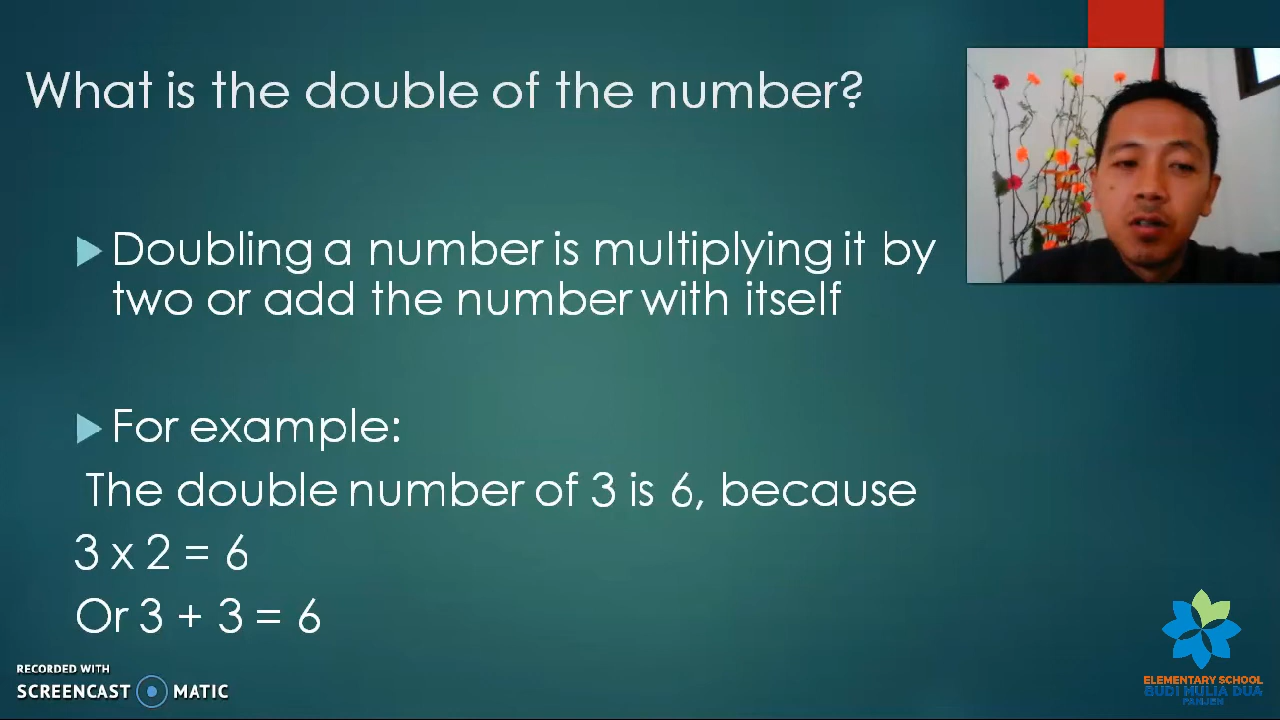 What is the double of the number?
Doubling a number is multiplying it by
two or add the number with itself
For example:
The double number of 3 is 6, because
3 x 2 = 6
Or 3 + 3 = 6
RECORDED WITH
SCREENCAST MATIC
ELEMENTARY SCHOOL
BUDI MULIA DUA
PANJEN